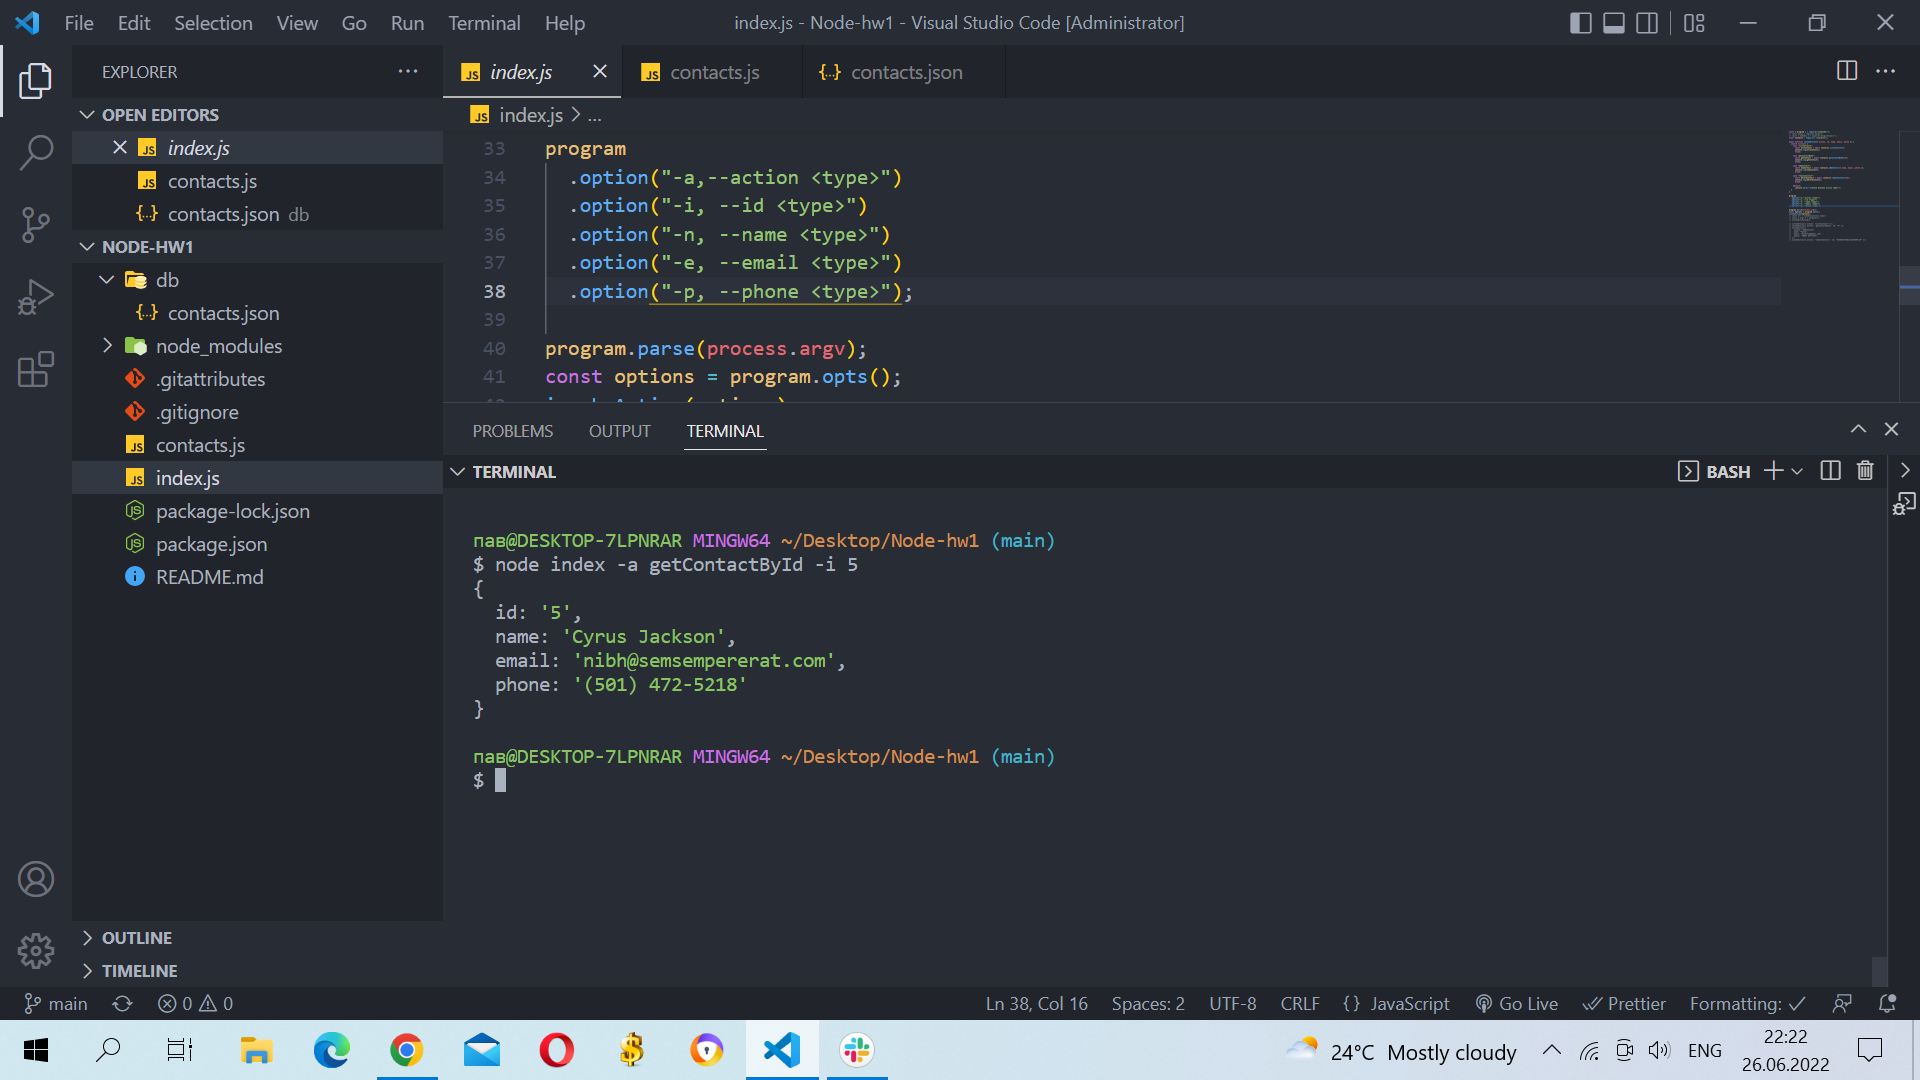 File Edit Selection View Go Run Terminal Help
index.js - Node-hw1 - Visual Studio Code [Administrator]
EXPLORER
index.js
contacts.js
contacts.json
OPEN EDITORS
index.js
contacts.js
contacts.json db
NODE-HW1
db
contacts.json
node_modules
.gitattributes
.gitignore
contacts.js
index.js
package-lock.json
package.json
README.md
OUTLINE
TIMELINE
index.js > ...
33 program
34 .option("-a,--action <type>")
35 .option("-i, --id <type>")
36 .option("-n, --name <type>")
37 .option("-e, --email <type>")
38 .option("-p, --phone <type>");
39
40 program.parse(process.argv);
41 const options = program.opts();
PROBLEMS OUTPUT TERMINAL
TERMINAL
BASH
пав@DESKTOP-7LPNRAR MINGW64 ~/Desktop/Node-hw1 (main)
$ node index -a getContactById -i 5
{
id: '5',
name: 'Cyrus Jackson',
email: 'nibh@semsempererat.com',
phone: '(501) 472-5218'
}
пав@DESKTOP-7LPNRAR MINGW64 ~/Desktop/Node-hw1 (main)
$
main 0 0
Ln 38, Col 16 Spaces: 2 UTF-8 CRLF {} JavaScript Go Live Prettier Formatting:
24°C Mostly cloudy
ENG
22:22
26.06.2022